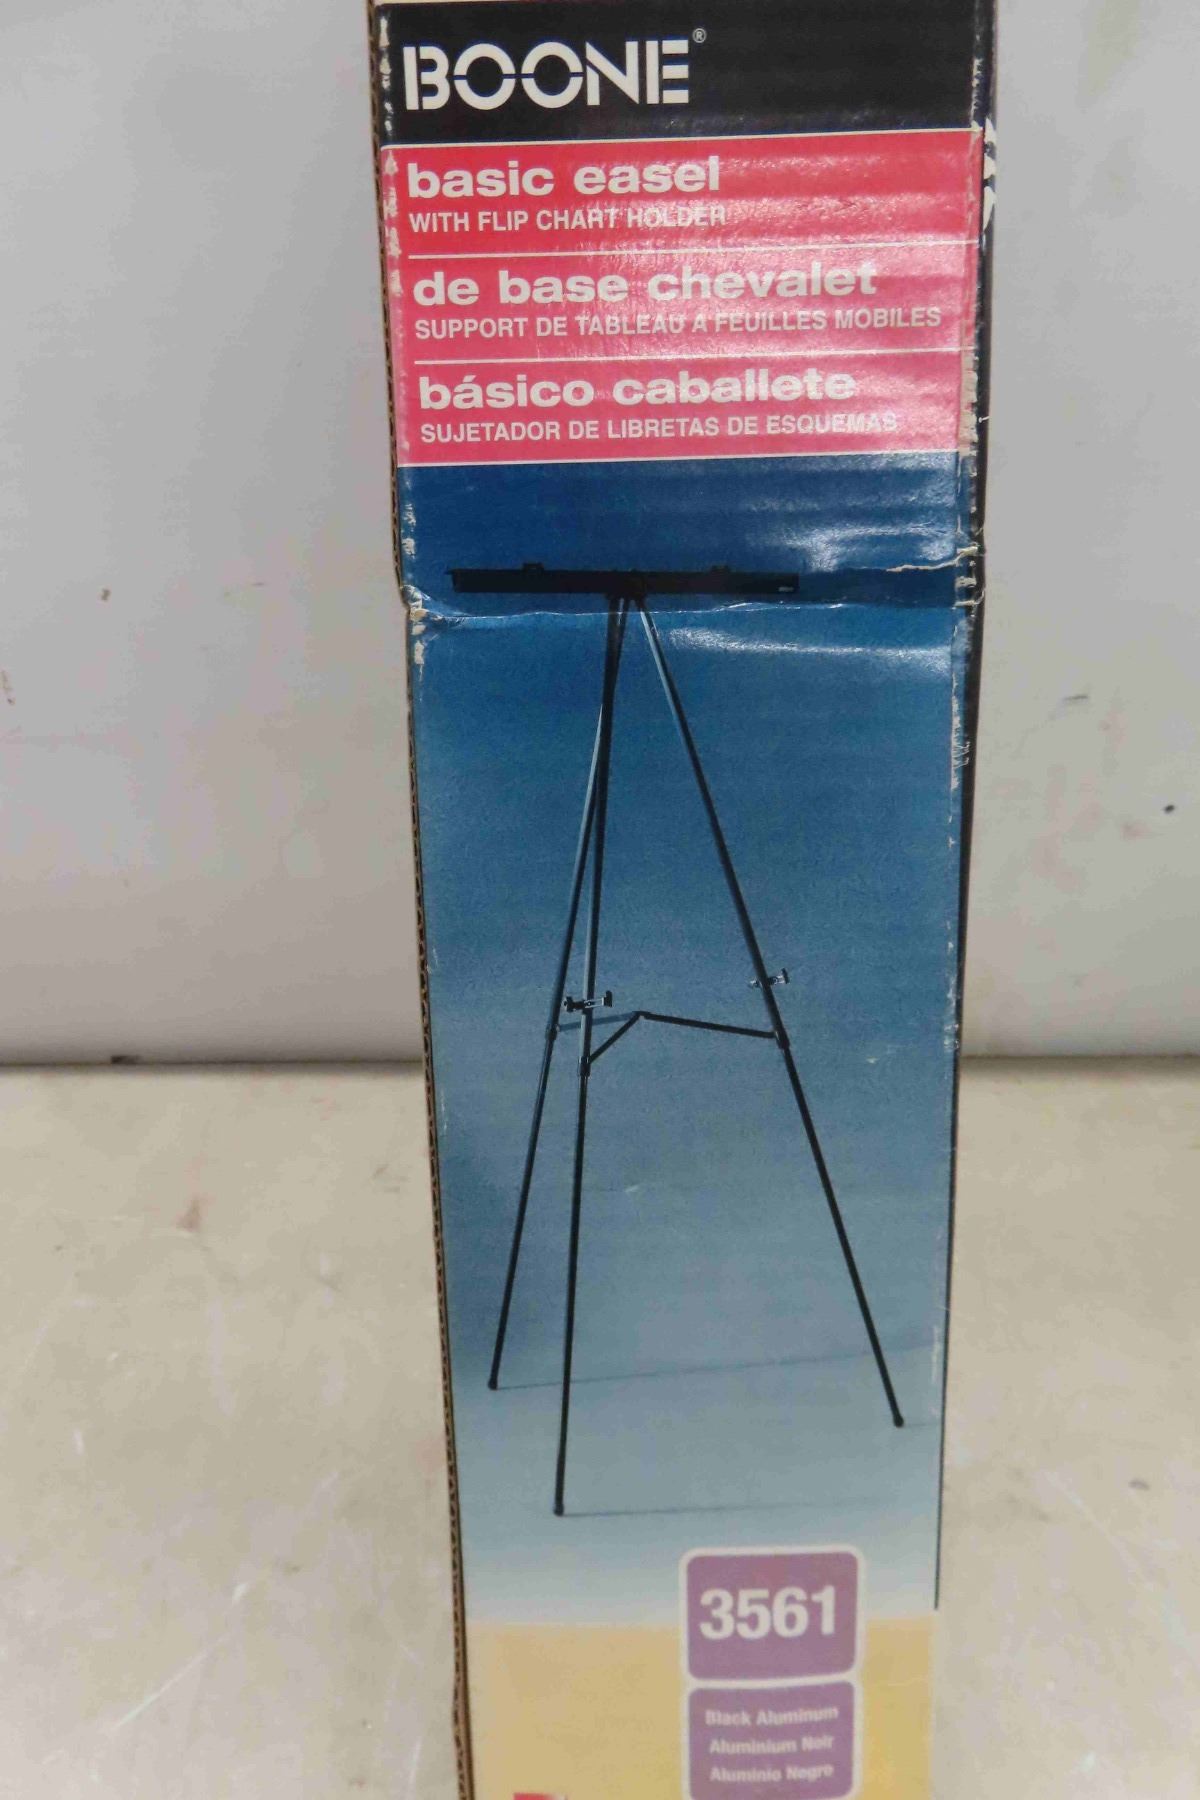 BOONE®
basic easel
WITH FLIP CHART HOLDER
de base chevalet
SUPPORT DE TABLEAU A FEUILLES MOBILES
básico caballete
SUJETADOR DE LIBRETAS DE ESQUEMAS
3561
Black Aluminum
Aluminium Noir
Aluminio Negro